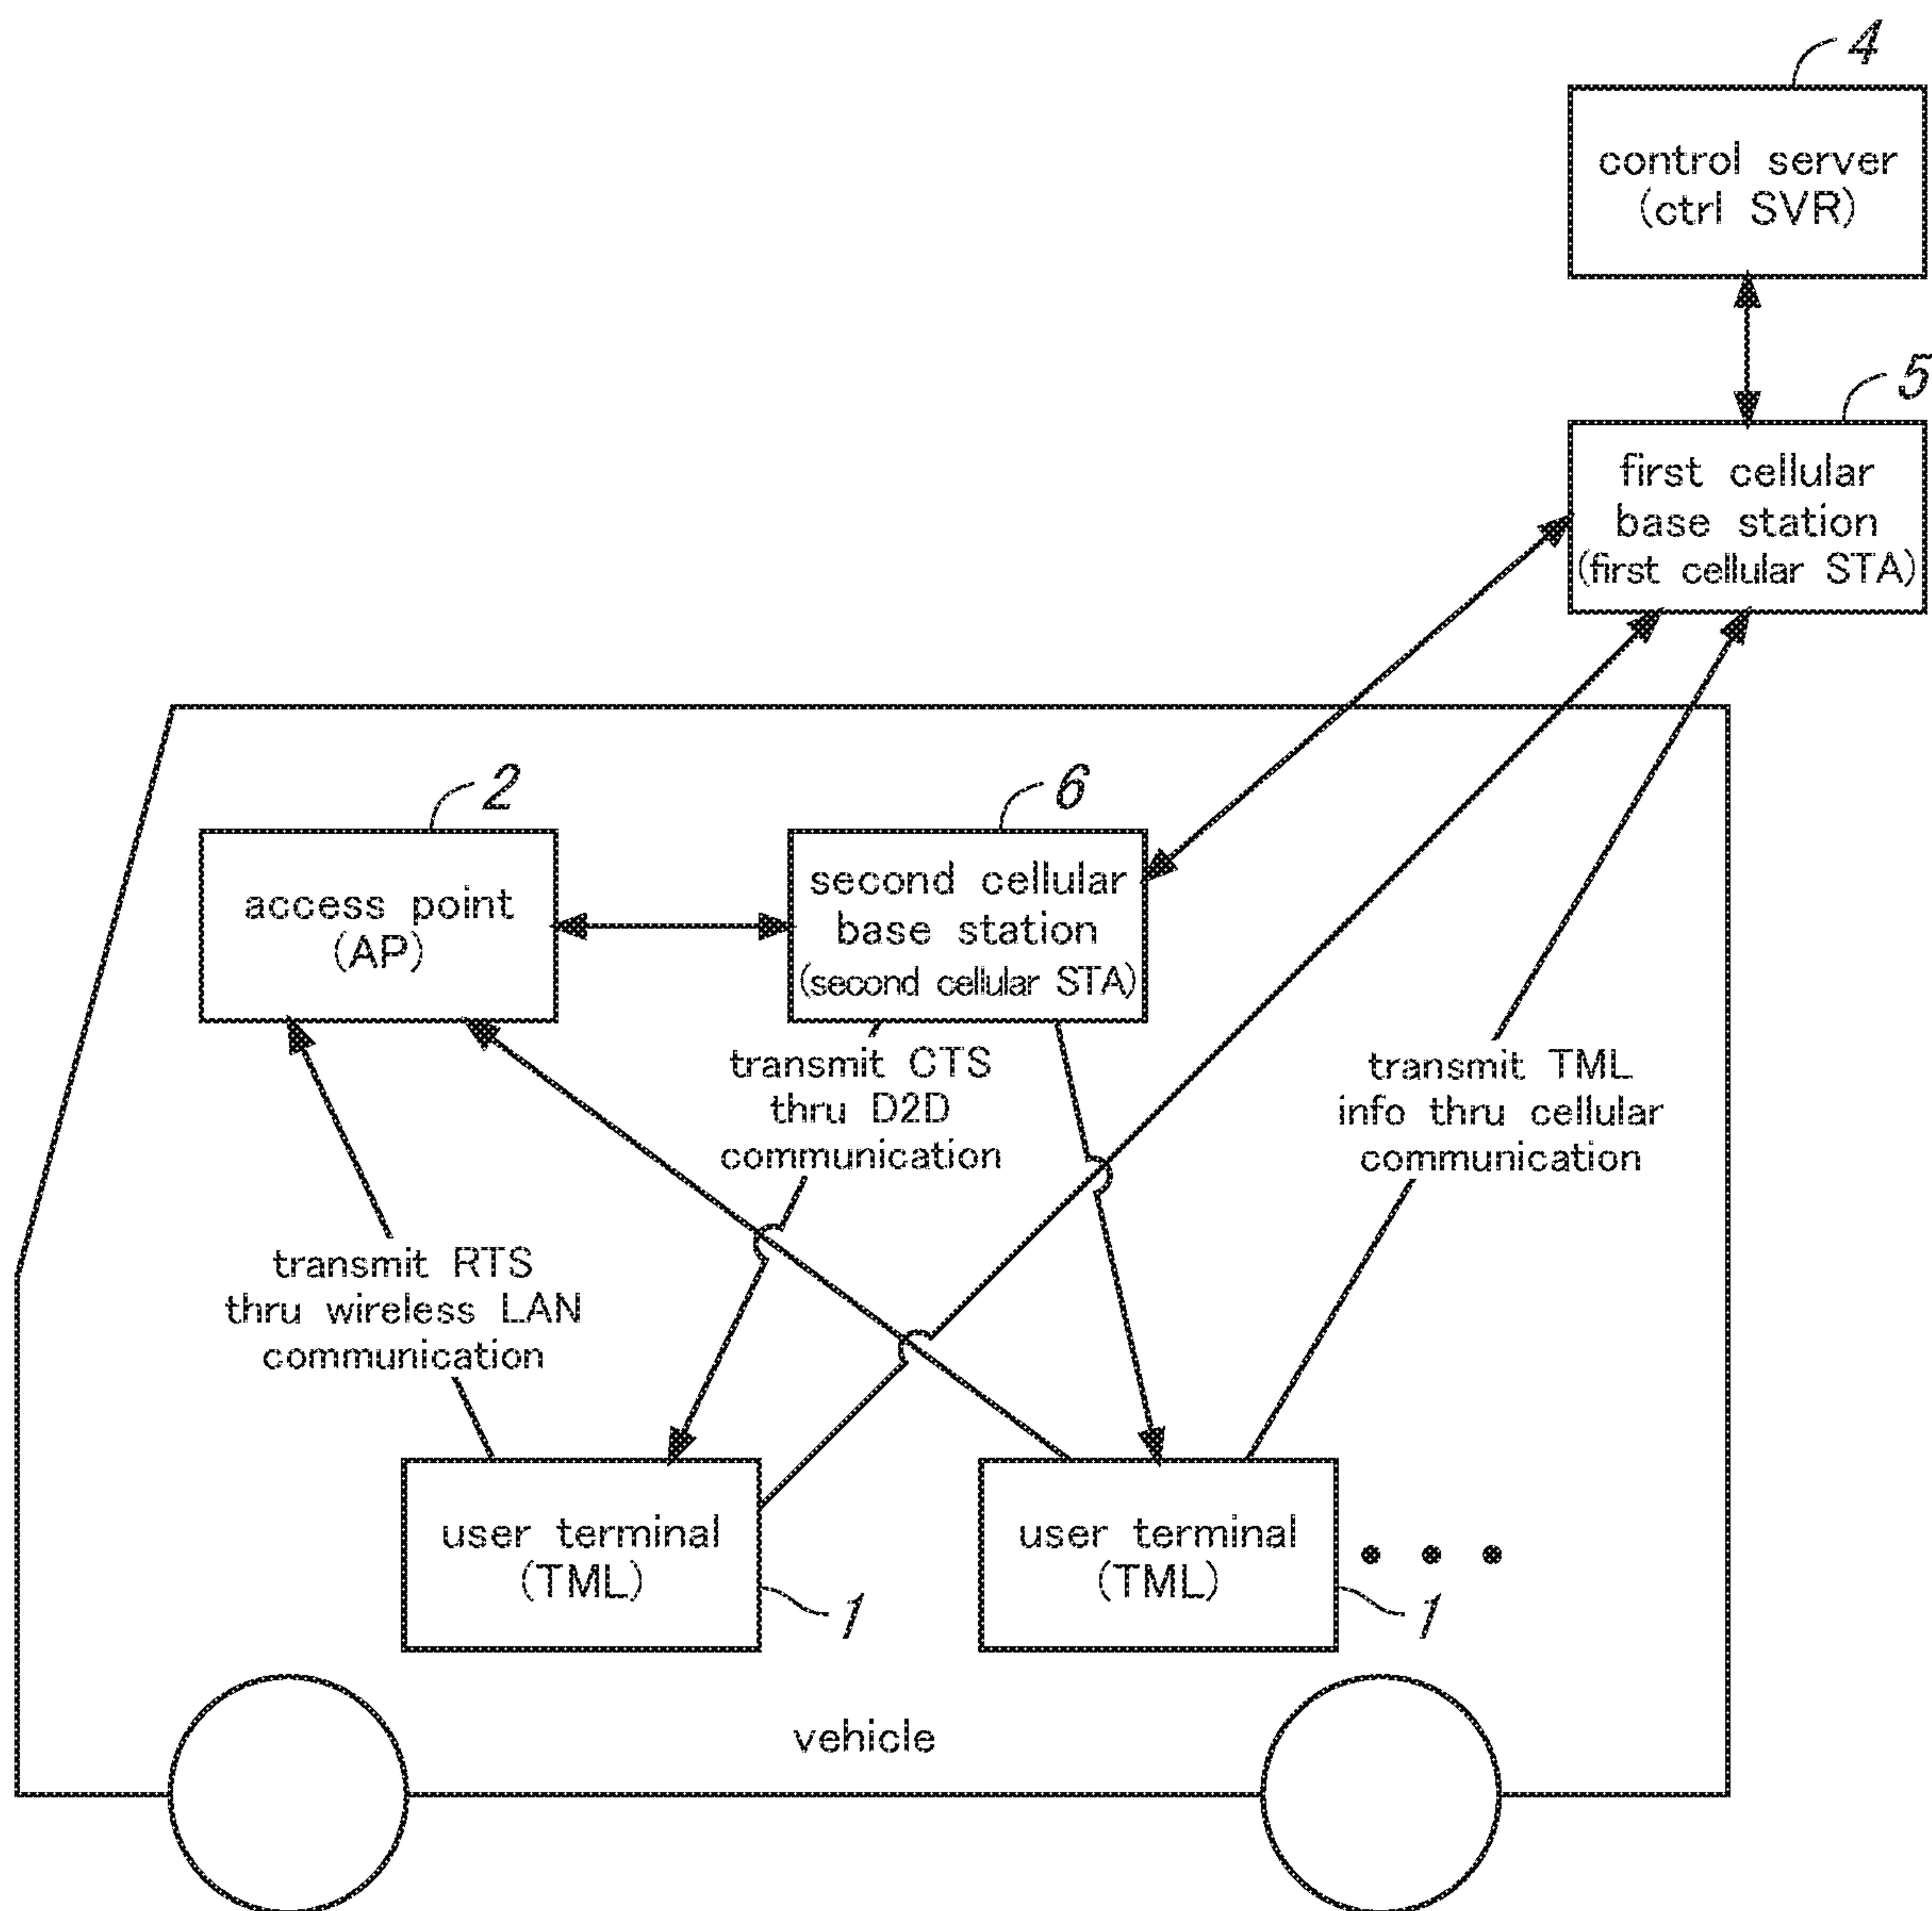 4
control server
(ctrl SVR)
5
first cellular
base station
(first cellular STA)
2
access point
(AP)
6
second cellular
base station
(second cellular STA)
transmit CTS
thru D2D
communication
transmit TML
info thru cellular
communication
transmit RTS
thru wireless LAN
communication
user terminal
(TML)
1
user terminal
(TML)
1
vehicle